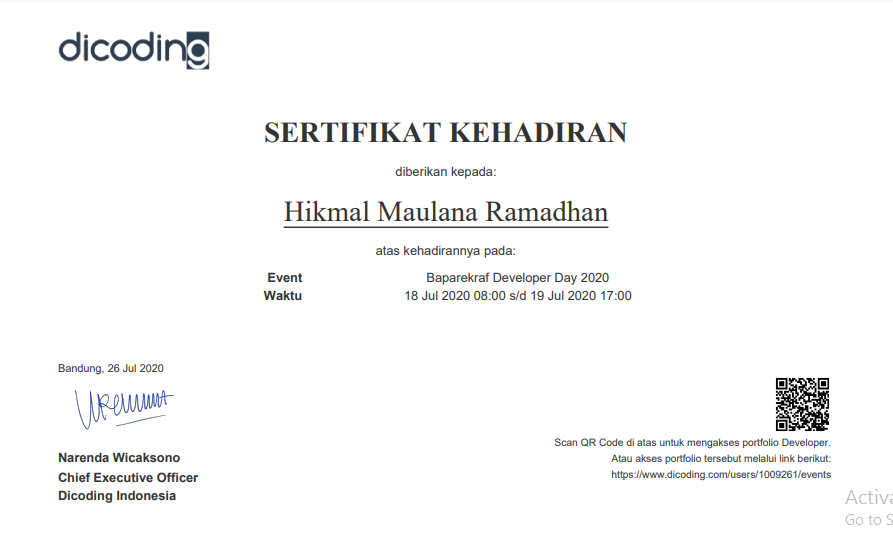 dicoding
SERTIFIKAT KEHADIRAN
diberikan kepada:
Hikmal Maulana Ramadhan
atas kehadirannya pada:
Event Baparekraf Developer Day 2020
Waktu 18 Jul 2020 08:00 s/d 19 Jul 2020 17:00
Bandung, 26 Jul 2020
Narenda Wicaksono
Chief Executive Officer
Dicoding Indonesia
Scan QR Code di atas untuk mengakses portfolio Developer.
Atau akses portfolio tersebut melalui link berikut:
https://www.dicoding.com/users/1009261/events
Activa
Go to S